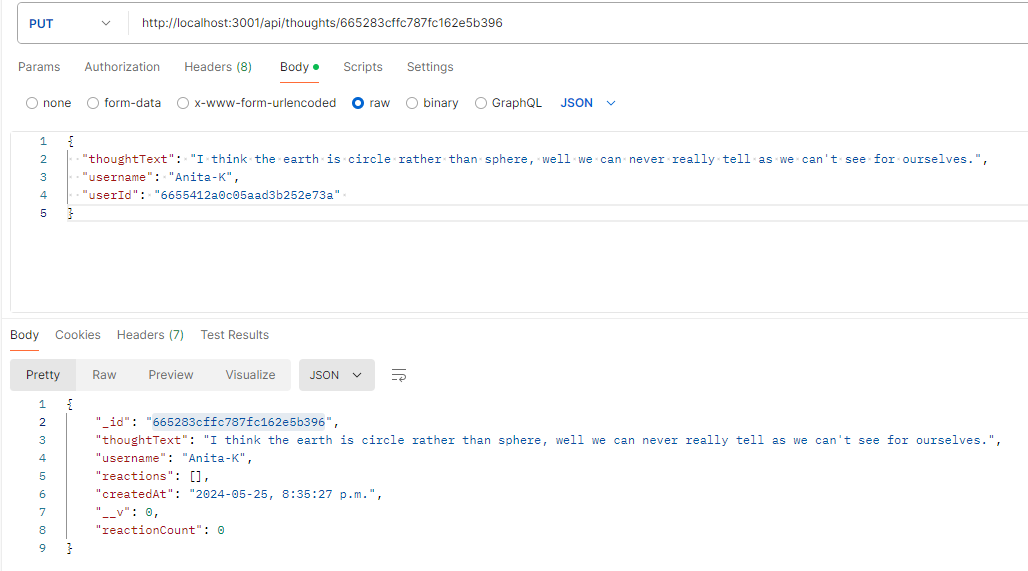 PUT http://localhost:3001/api/thoughts/665283cffc787fc162e5b396
Params Authorization Headers (8) Body Scripts Settings
none form-data x-www-form-urlencoded raw binary GraphQL JSON
1 {
2 "thoughtText": "I think the earth is circle rather than sphere, well we can never really tell as we can't see for ourselves.",
3 "username": "Anita-K",
4 "userId": "6655412a0c05aad3b252e73a"
5 }
Body Cookies Headers (7) Test Results
Pretty Raw Preview Visualize JSON
1 {
2 "_id": "665283cffc787fc162e5b396",
3 "thoughtText": "I think the earth is circle rather than sphere, well we can never really tell as we can't see for ourselves.",
4 "username": "Anita-K",
5 "reactions": [],
6 "createdAt": "2024-05-25, 8:35:27 p.m.",
7 "__v": 0,
8 "reactionCount": 0
9 }